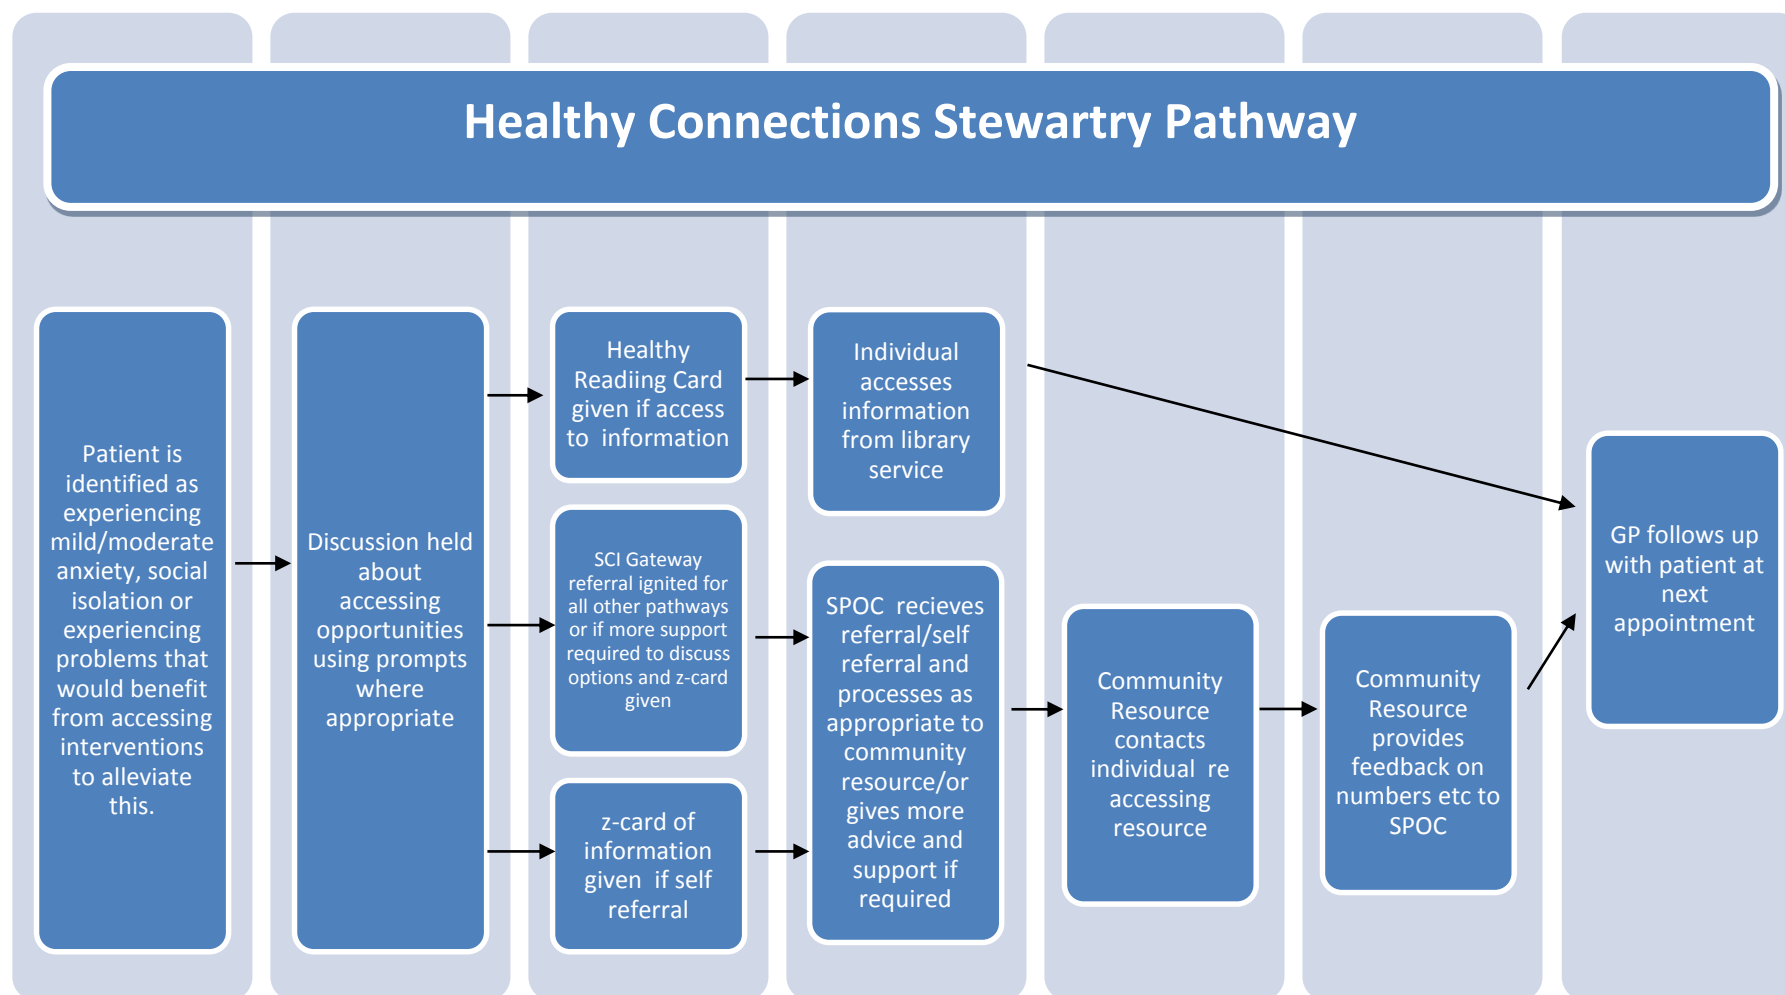 Healthy Connections Stewartry Pathway
Patient is
identified as
experiencing
mild/moderate
anxiety, social
isolation or
experiencing
problems that
would benefit
from accessing
interventions
to alleviate
this.
Discussion held
about
accessing
opportunities
using prompts
where
appropriate
Healthy
Readiing Card
given if access
to information
SCI Gateway
referral ignited for
all other pathways
or if more support
required to discuss
options and z-card
given
z-card of
information
given if self
referral
Individual
accesses
information
from library
service
SPOC recieves
referral/self
referral and
processes as
appropriate to
community
resource/or
gives more
advice and
support if
required
Community
Resource
contacts
individual re
accessing
resource
Community
Resource
provides
feedback on
numbers etc to
SPOC
GP follows up
with patient at
next
appointment